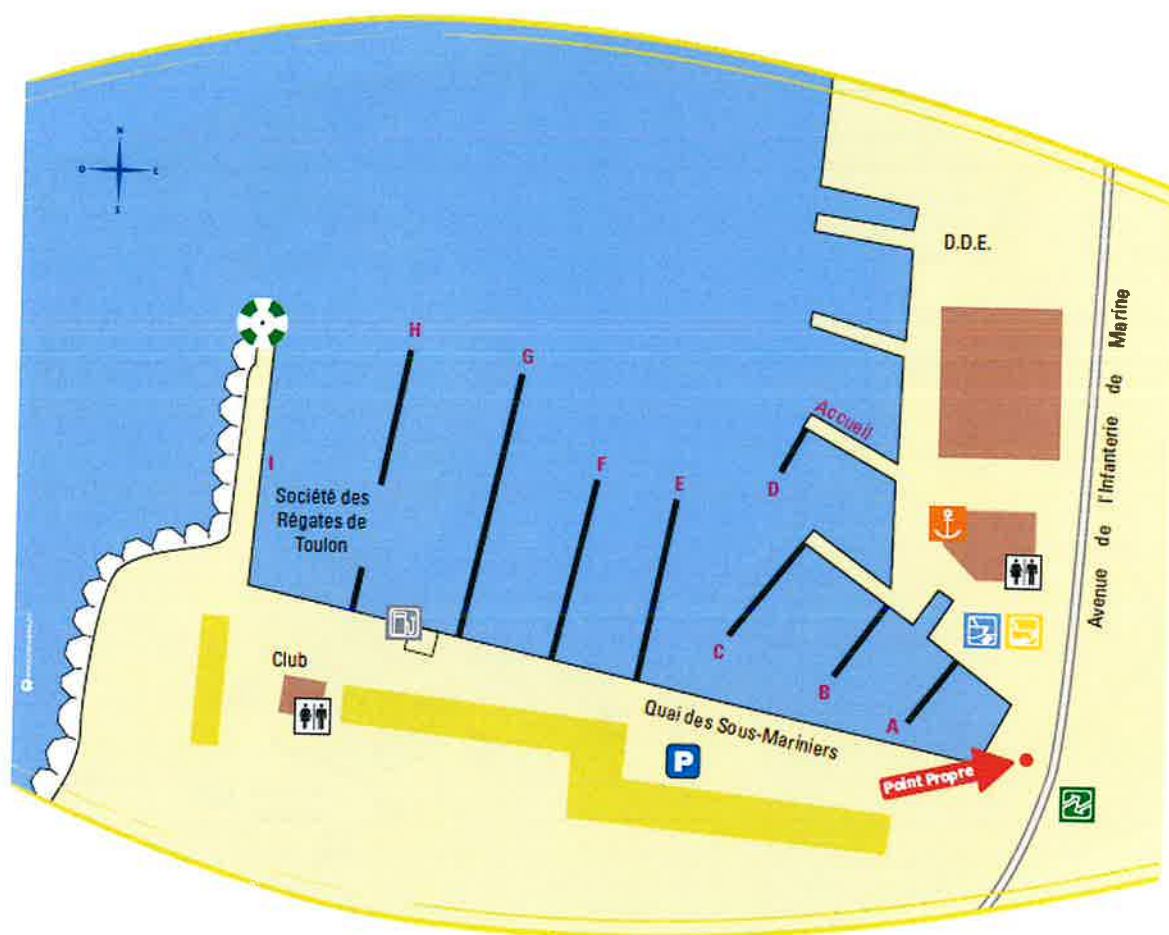 N
O
E
S
D.D.E.
Avenue de l'Infanterie de Marine
H
G
Accueil
I
F
E
D
Société des
Régates de
Toulon
C
B
A
Club
Quai des Sous-Mariniers
P
Point Propre